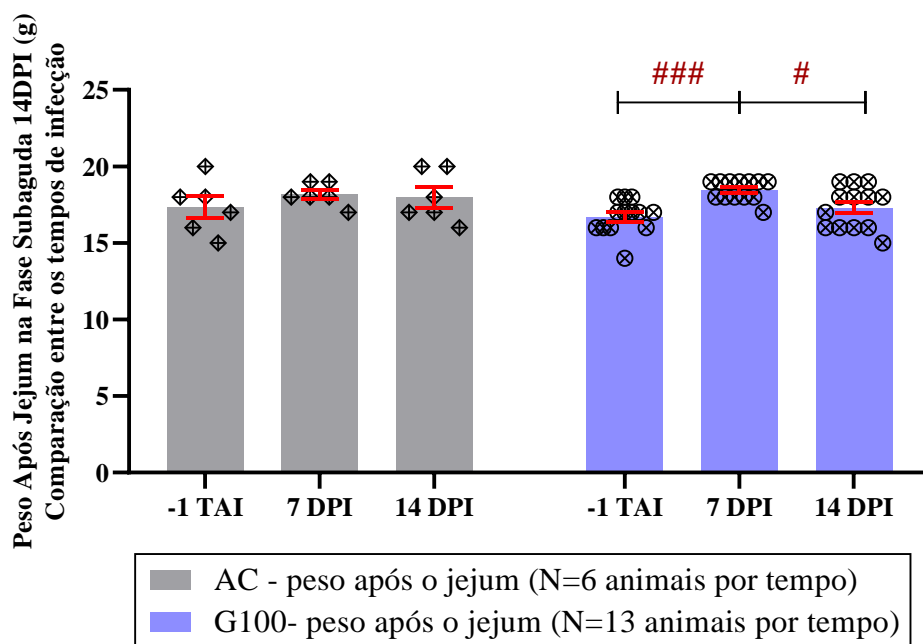 Peso Após Jejum na Fase Subaguda 14DPI (g)
Comparação entre os tempos de infecção
###
#
25
20
15
10
5
0
-1 TAI
7 DPI
14 DPI
-1 TAI
7 DPI
14 DPI
AC - peso após o jejum (N=6 animais por tempo)
G100- peso após o jejum (N=13 animais por tempo)